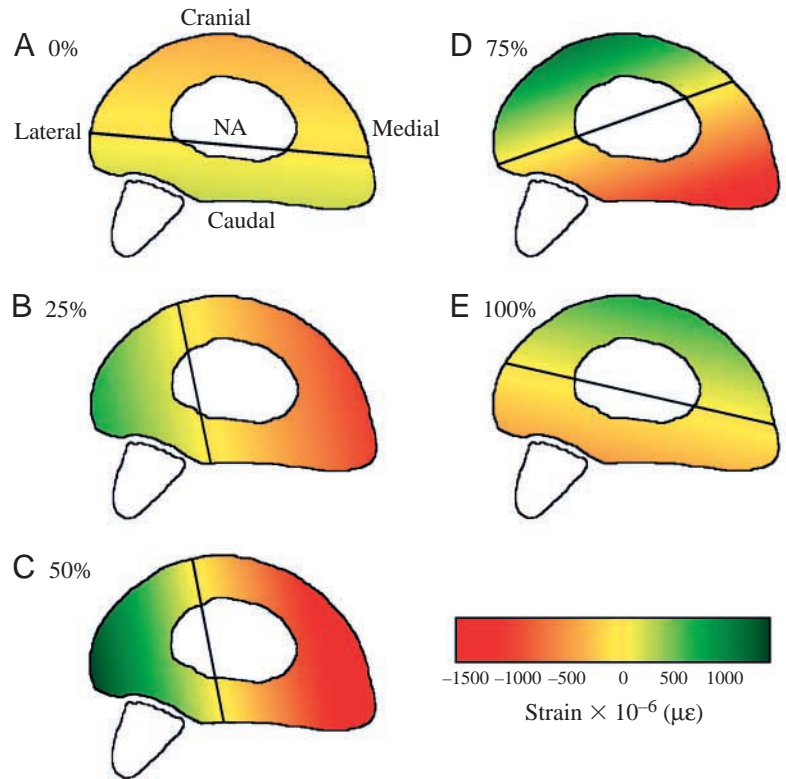 Cranial
A 0%
D 75%
Lateral
NA
Medial
Caudal
B 25%
E 100%
C 50%
–1500 –1000 –500 0 500 1000
Strain × 10⁻⁶ (με)